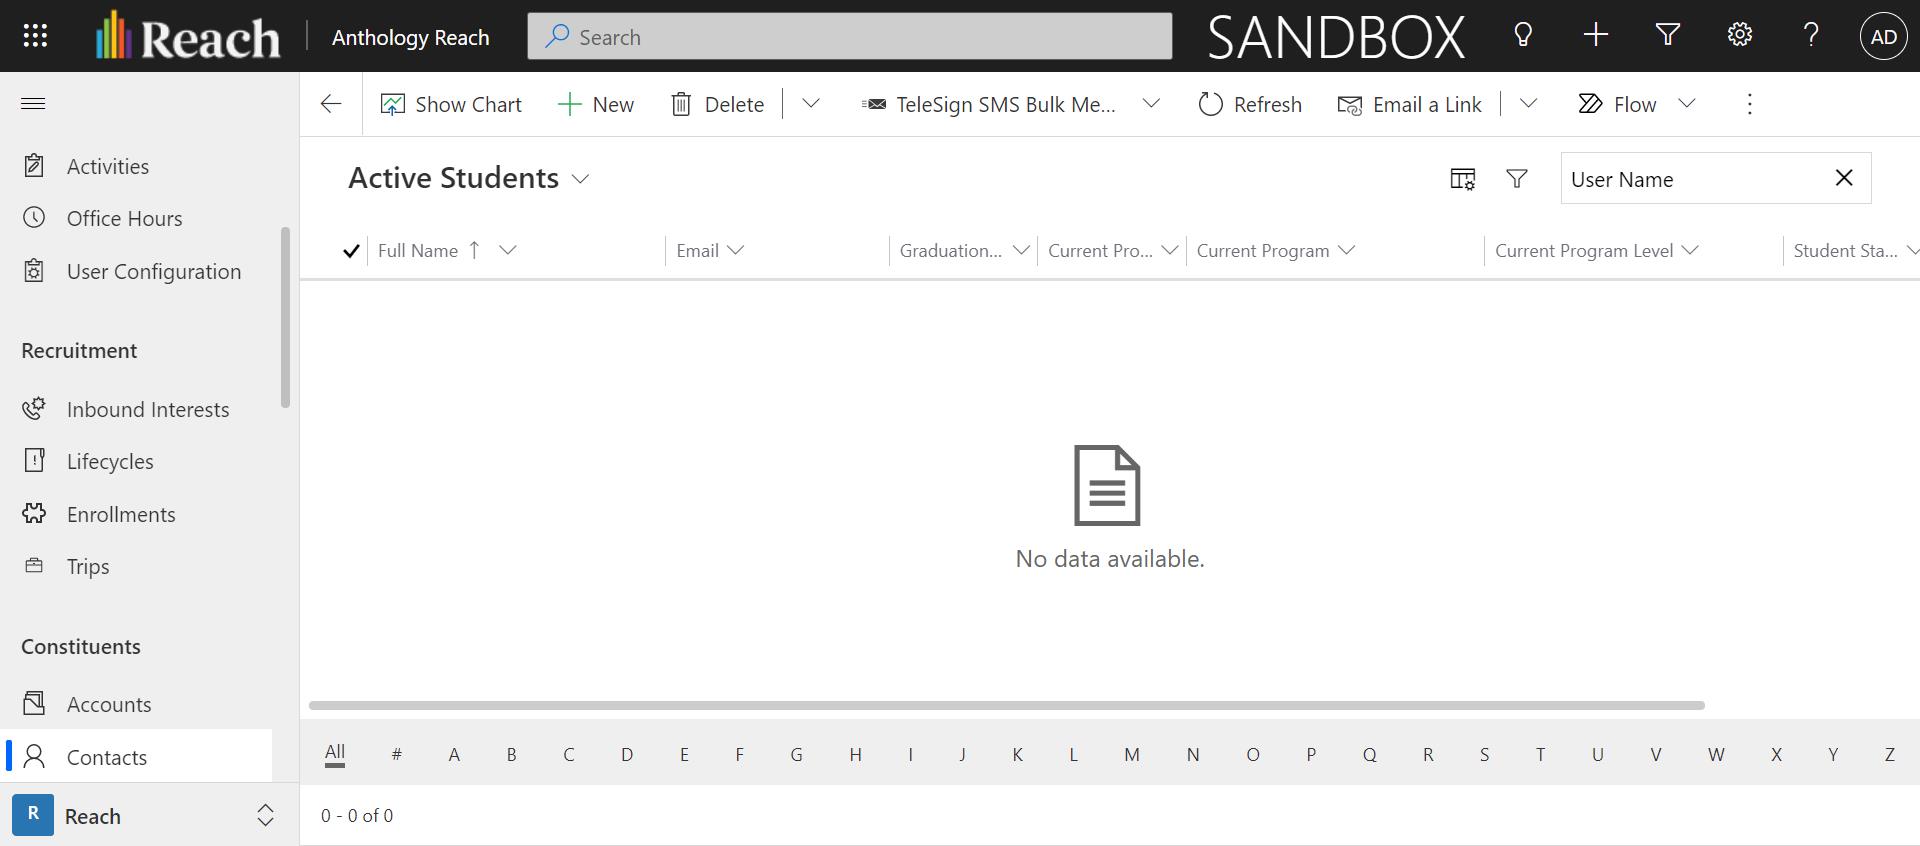 Reach
Anthology Reach
Search
SANDBOX
AD
Show Chart
New
Delete
TeleSign SMS Bulk Me...
Refresh
Email a Link
Flow
Activities
Office Hours
User Configuration
Recruitment
Inbound Interests
Lifecycles
Enrollments
Trips
Constituents
Accounts
Contacts
R Reach
Active Students
User Name
Full Name Email Graduation... Current Pro... Current Program Current Program Level Student Sta...
No data available.
All # A B C D E F G H I J K L M N O P Q R S T U V W X Y Z
0 - 0 of 0